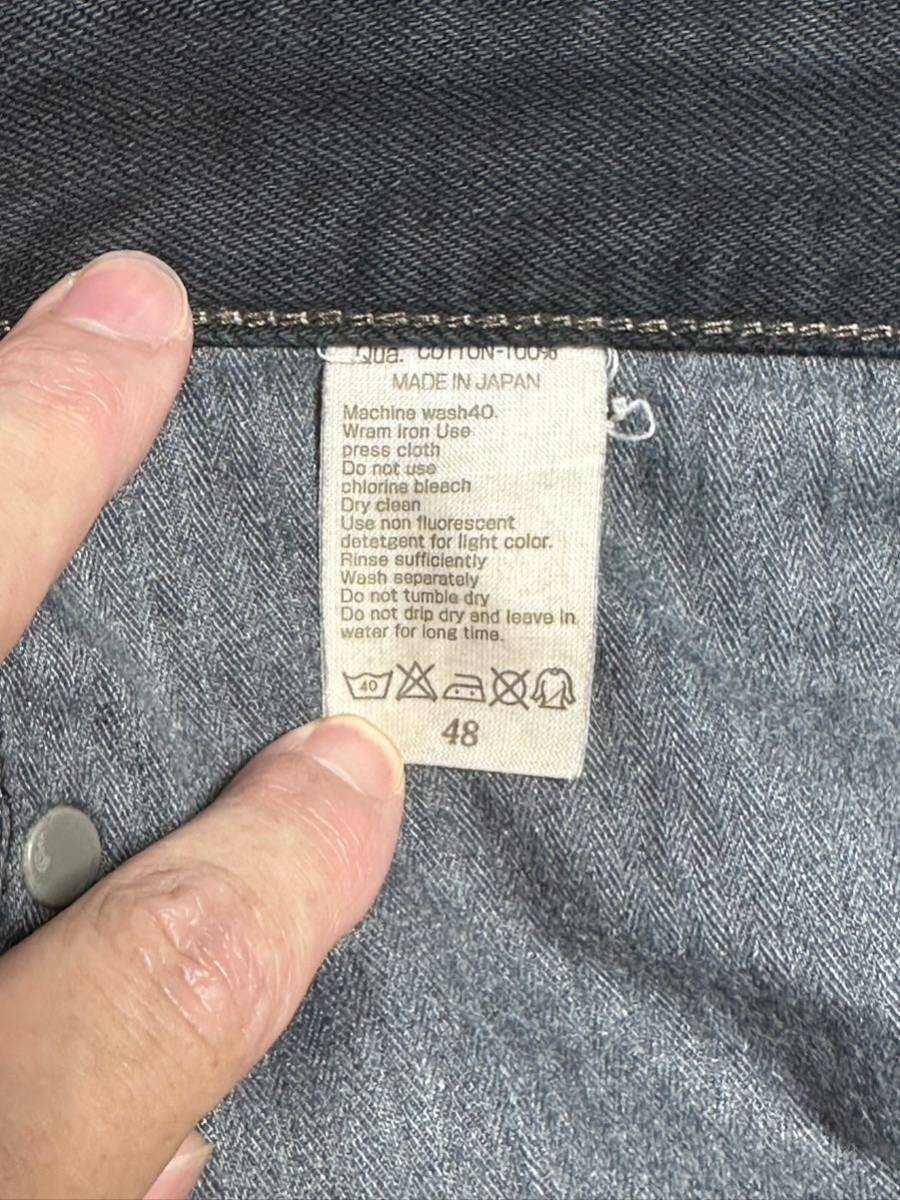 Qua. COTTON-100%
MADE IN JAPAN
Machine wash40.
Wram iron Use
press cloth
Do not use
chlorine bleach
Dry clean
Use non fluorescent
detetgent for light color.
Rinse sufficiently
Wash separately
Do not tumble dry
Do not drip dry and leave in
water for long time.
40
48